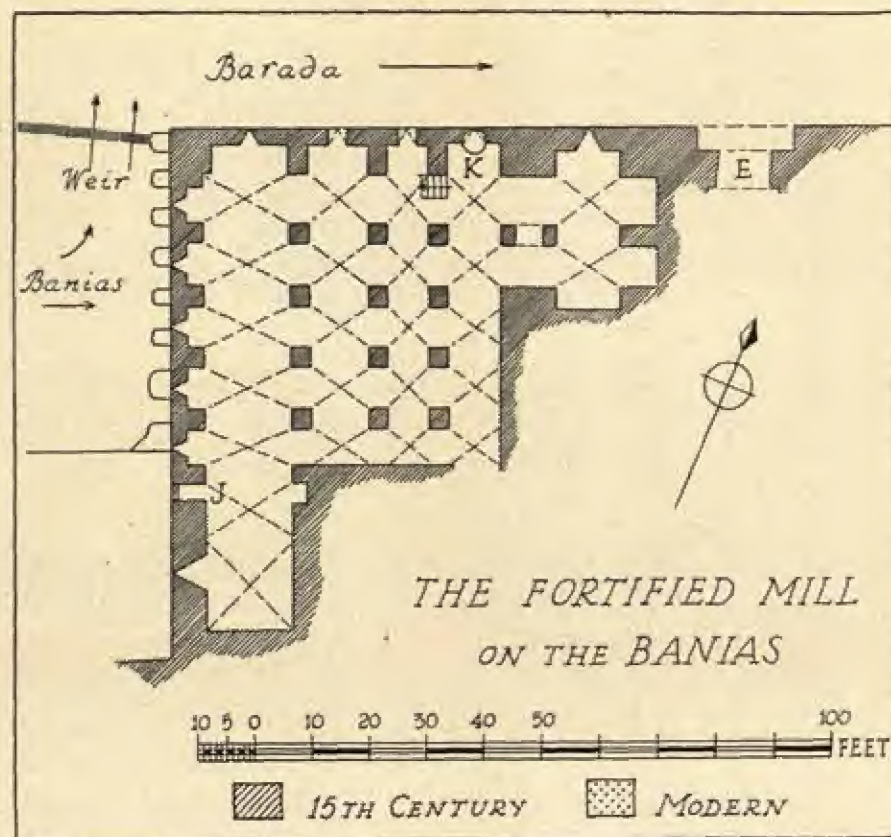 Barada
Weir
Banias
K
E
J
THE FORTIFIED MILL
ON THE BANIAS
10 5 0 10 20 30 40 50 100
FEET
15TH CENTURY MODERN